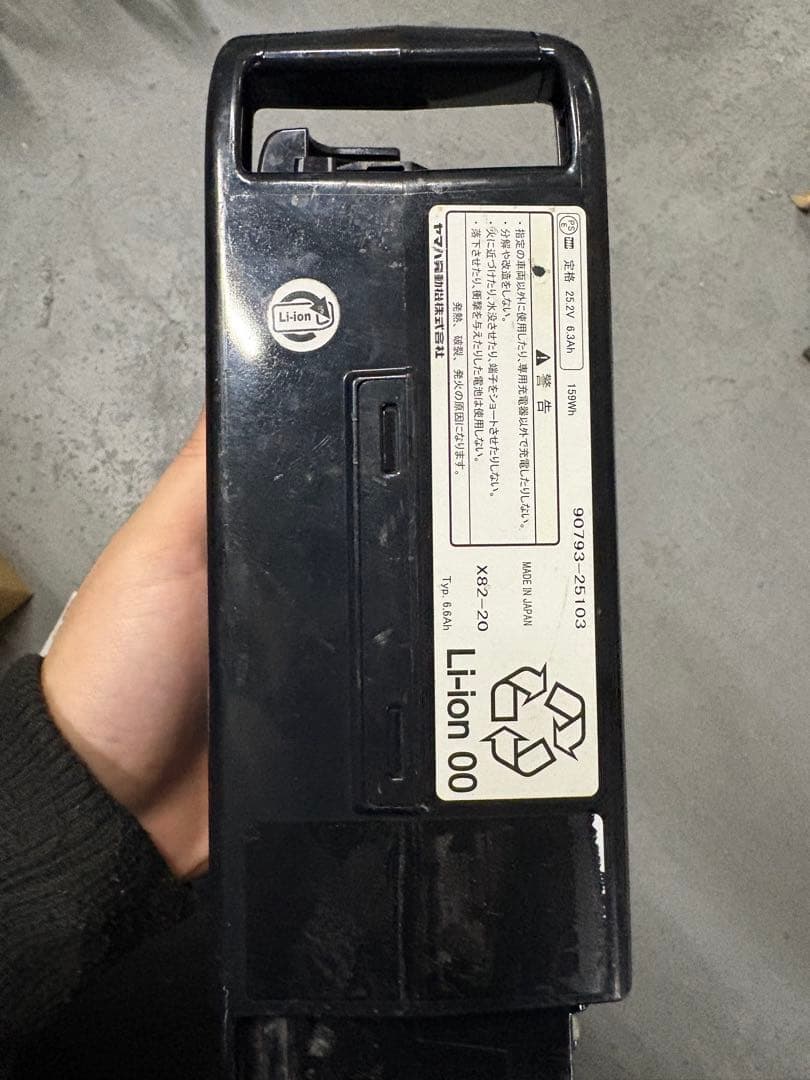 Li-ion
PS
E
定格 25.2V 6.3Ah
159Wh
90793-25103
警告
・指定の車両以外に使用したり、専用充電器以外で充電したりしない。
・分解や改造をしない。
・火に近づけたり、水没させたり、端子をショートさせたりしない。
・落下させたり、衝撃を与えたりした電池は使用しない。
発熱、破裂、発火の原因になります。
ヤマハ発動機株式会社
MADE IN JAPAN
X82-20
Typ. 6.6Ah
Li-ion 00